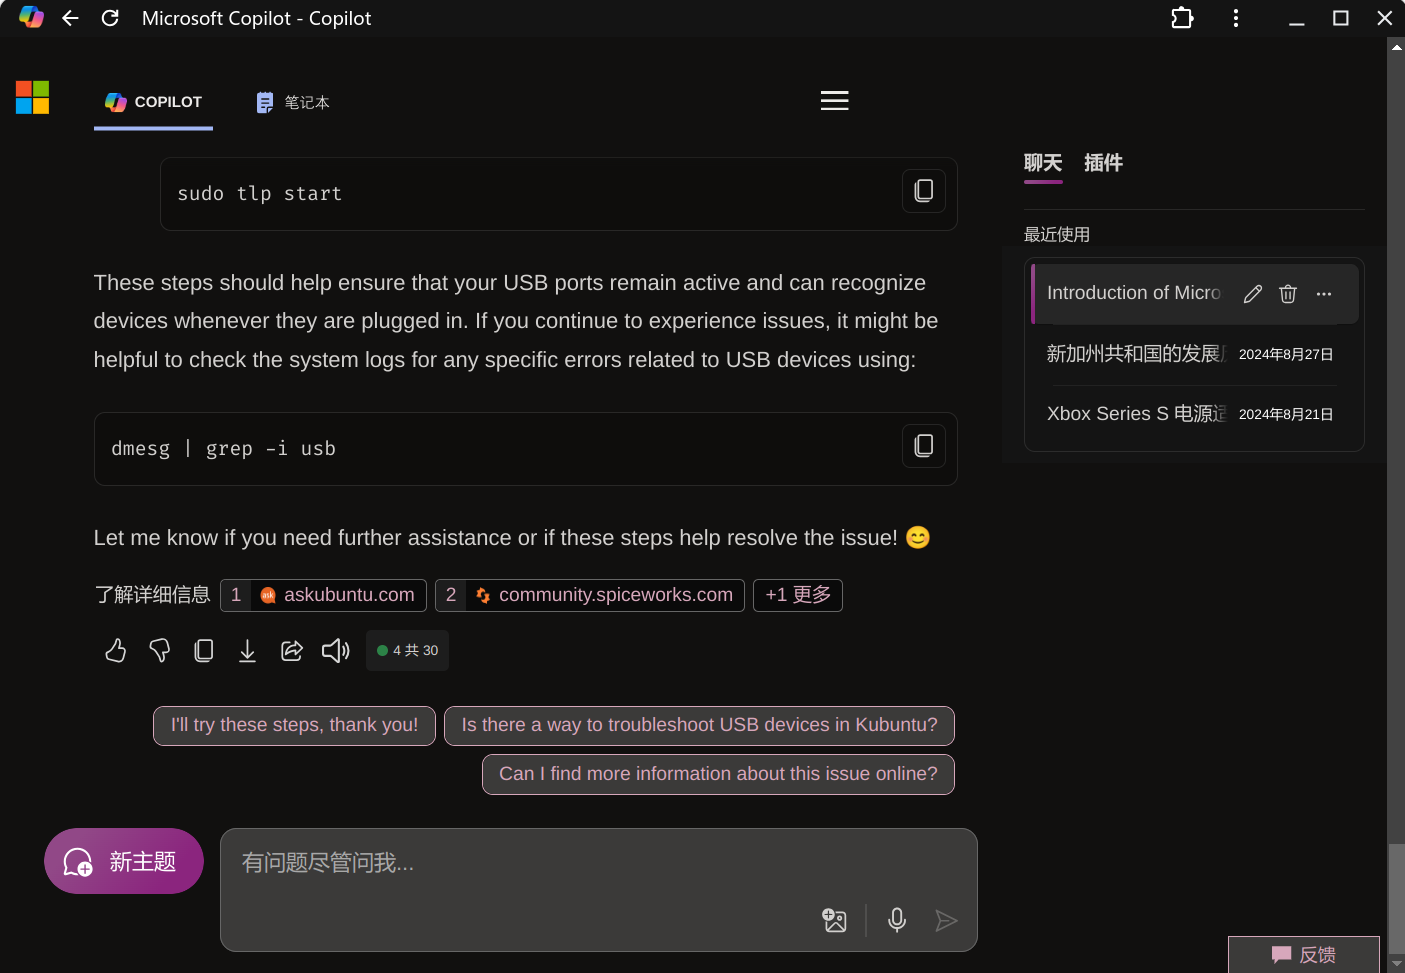 Microsoft Copilot - Copilot
COPILOT
笔记本
sudo tlp start
These steps should help ensure that your USB ports remain active and can recognize
devices whenever they are plugged in. If you continue to experience issues, it might be
helpful to check the system logs for any specific errors related to USB devices using:
dmesg | grep -i usb
Let me know if you need further assistance or if these steps help resolve the issue! 😊
了解详细信息 1 askubuntu.com 2 community.spiceworks.com +1 更多
4 共 30
I'll try these steps, thank you!
Is there a way to troubleshoot USB devices in Kubuntu?
Can I find more information about this issue online?
新主题
有问题尽管问我...
聊天 插件
最近使用
Introduction of Micro
新加州共和国的发展 2024年8月27日
Xbox Series S 电源适 2024年8月21日
反馈